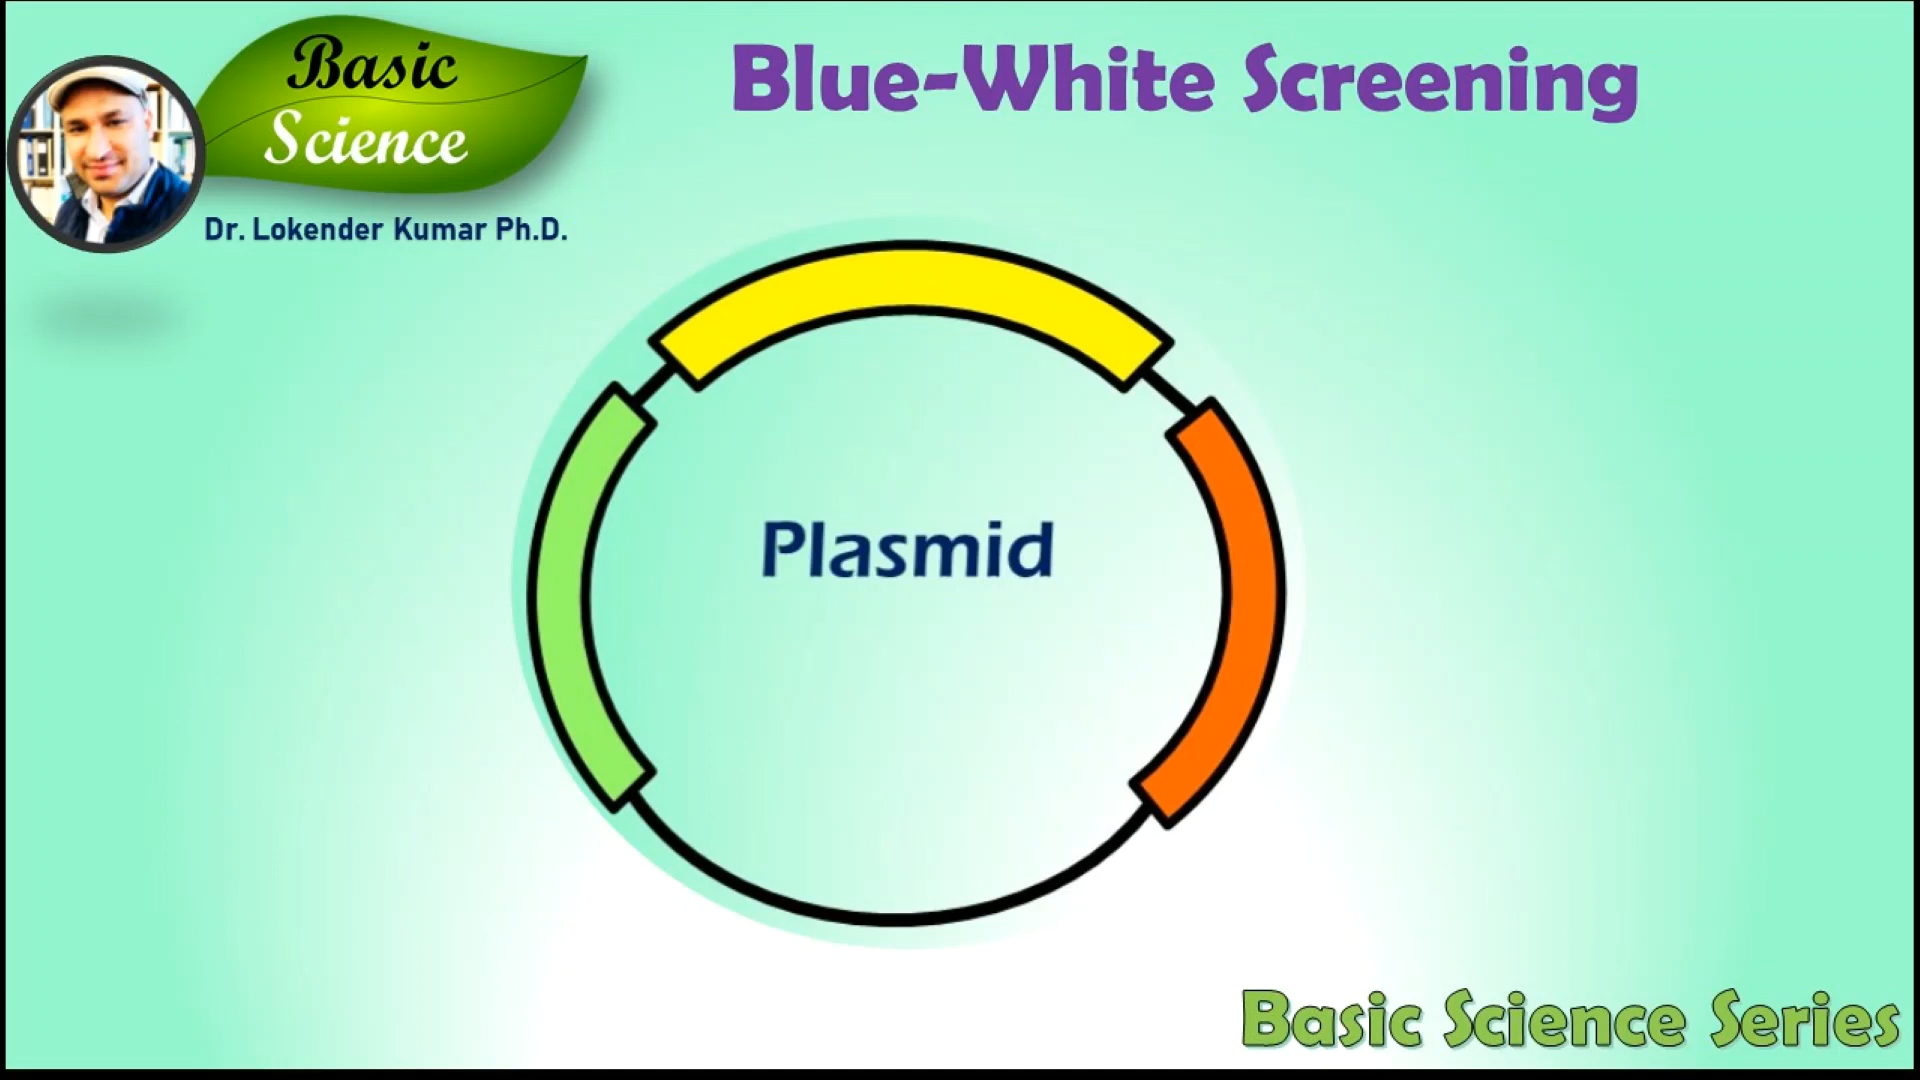 Basic
Science
Dr. Lokender Kumar Ph.D.
Blue-White Screening
Plasmid
Basic Science Series